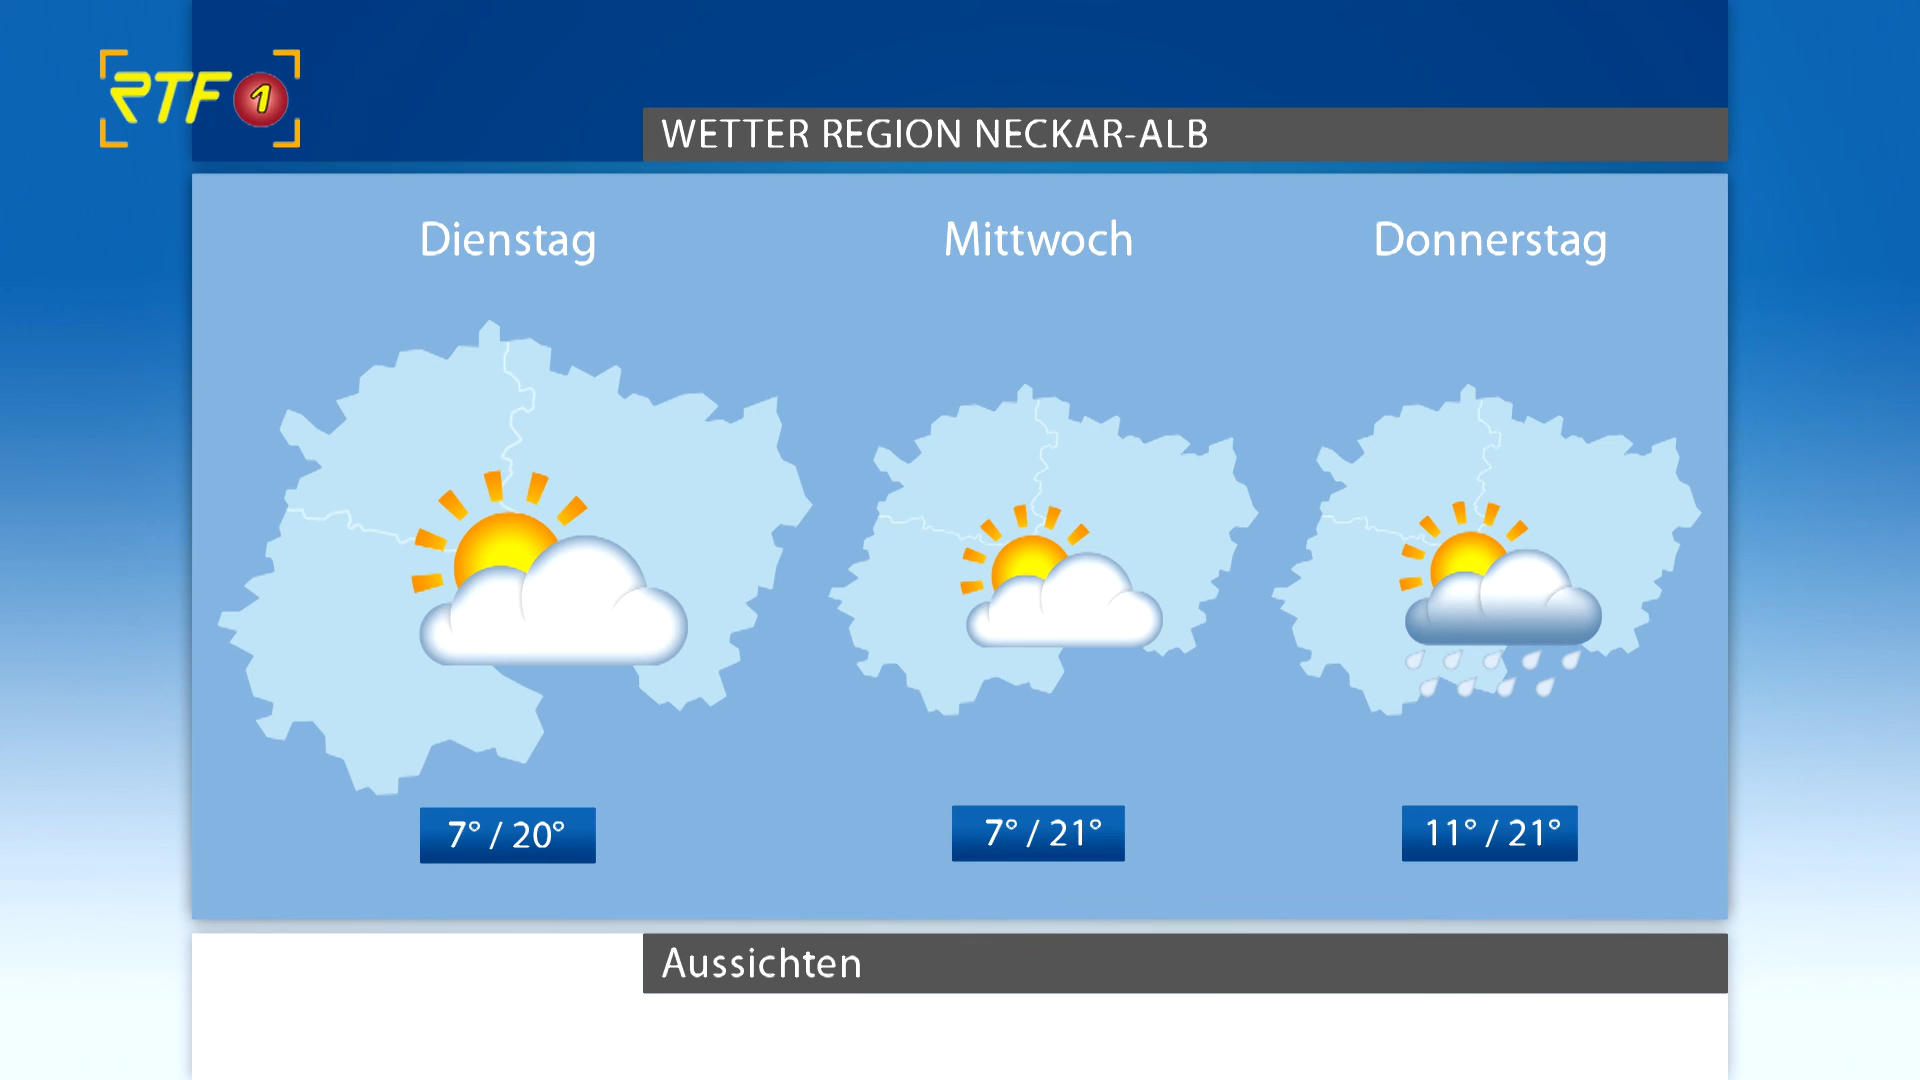 RTF 1
WETTER REGION NECKAR-ALB
Dienstag
Mittwoch
Donnerstag
7° / 20°
7° / 21°
11° / 21°
Aussichten